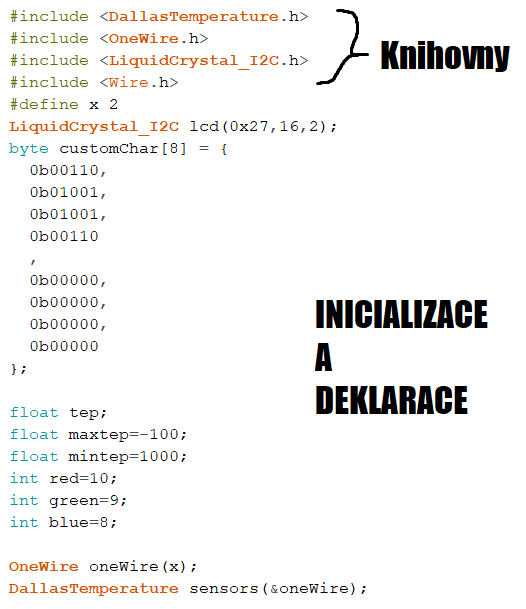 #include <DallasTemperature.h>
#include <OneWire.h>
#include <LiquidCrystal_I2C.h>
#include <Wire.h>
Knihovny
#define x 2
LiquidCrystal_I2C lcd(0x27,16,2);
byte customChar[8] = {
  0b00110,
  0b01001,
  0b01001,
  0b00110
  ,
  0b00000,
  0b00000,
  0b00000,
  0b00000
};
INICIALIZACE
A
DEKLARACE
float tep;
float maxtep=-100;
float mintep=1000;
int red=10;
int green=9;
int blue=8;
OneWire oneWire(x);
DallasTemperature sensors(&oneWire);